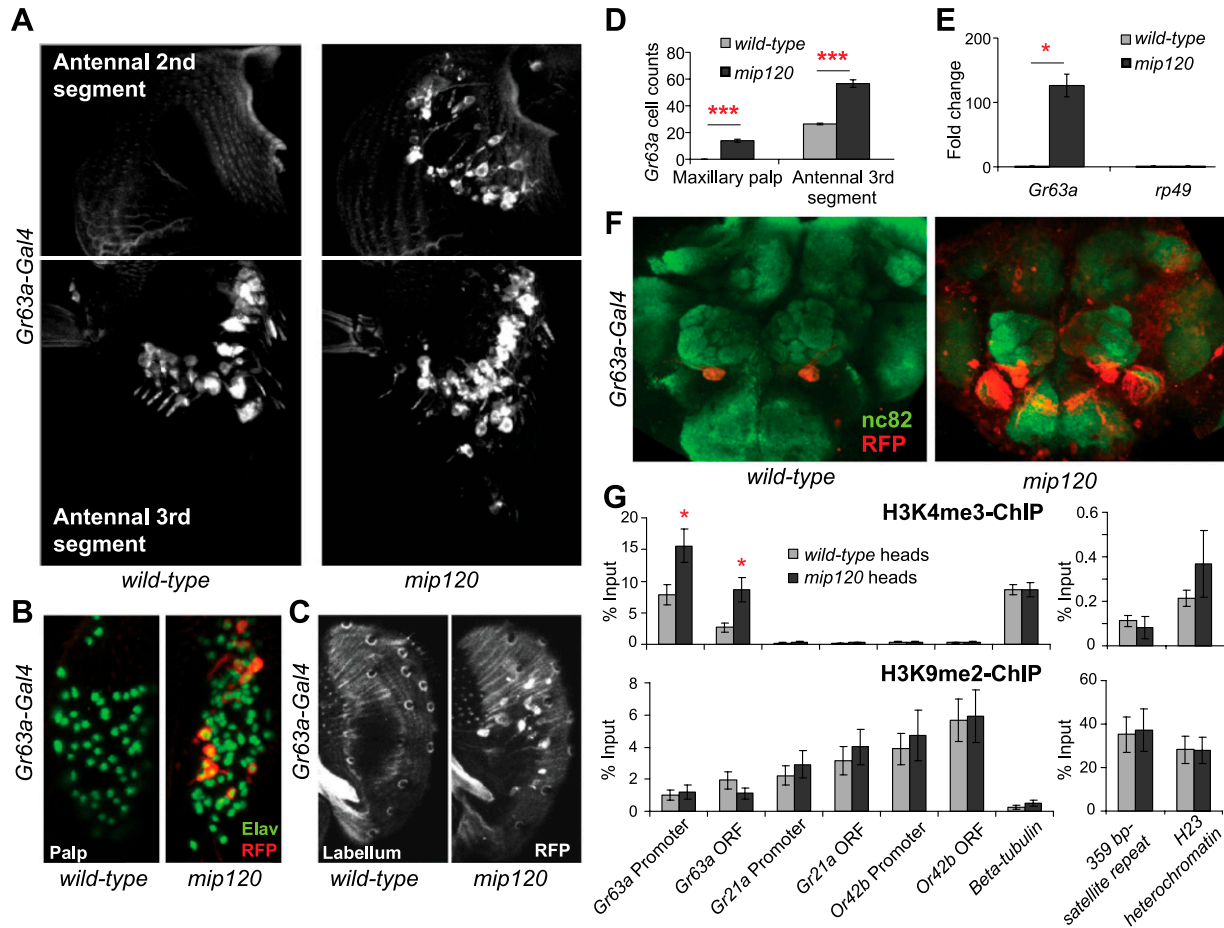 A
Antennal 2nd
segment
Gr63a-Gal4
Antennal 3rd
segment
wild-type
mip120
B
Gr63a-Gal4
Palp
Elav
RFP
wild-type
mip120
C
Gr63a-Gal4
Labellum
RFP
wild-type
mip120
D
Gr63a cell counts
80
60
40
20
0
wild-type
mip120
***
***
Maxillary palp
Antennal 3rd
segment
E
Fold change
200
100
0
wild-type
mip120
*
Gr63a
rp49
F
Gr63a-Gal4
nc82
RFP
wild-type
mip120
G
H3K4me3-ChIP
% Input
20
15
10
5
0
*
*
wild-type heads
mip120 heads
% Input
0.6
0.4
0.2
0
H3K9me2-ChIP
% Input
8
6
4
2
0
Gr63a Promoter
Gr63a ORF
Gr21a Promoter
Gr21a ORF
Or42b Promoter
Or42b ORF
Beta-tubulin
% Input
60
40
20
0
359 bp-
satellite repeat
H23
heterochromatin